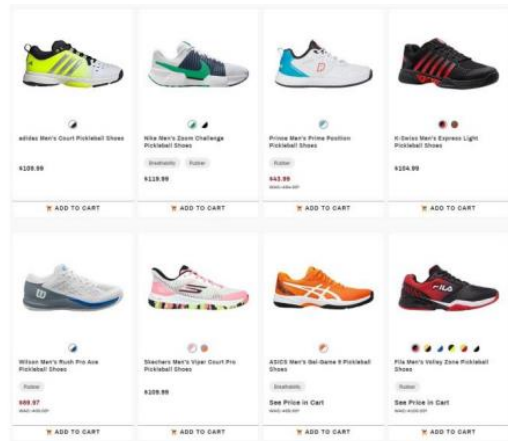 adidas Men's Court Pickleball Shoes
$109.99
ADD TO CART
Nike Men's Zoom Challenge
Pickleball Shoes
Breathability Rubber
$119.99
ADD TO CART
Prince Men's Prime Position
Pickleball Shoes
Rubber
$43.99
ADD TO CART
K-Swiss Men's Express Light
Pickleball Shoes
$104.99
ADD TO CART
Wilson Men's Rush Pro Ace
Pickleball Shoes
Rubber
$69.97
ADD TO CART
Skechers Men's Viper Court Pro
Pickleball Shoes
$109.99
ADD TO CART
ASICS Men's Gel-Game 9 Pickleball
Shoes
Breathability
See Price in Cart
ADD TO CART
FILA
Fila Men's Volley Zone Pickleball
Shoes
Rubber
See Price in Cart
ADD TO CART